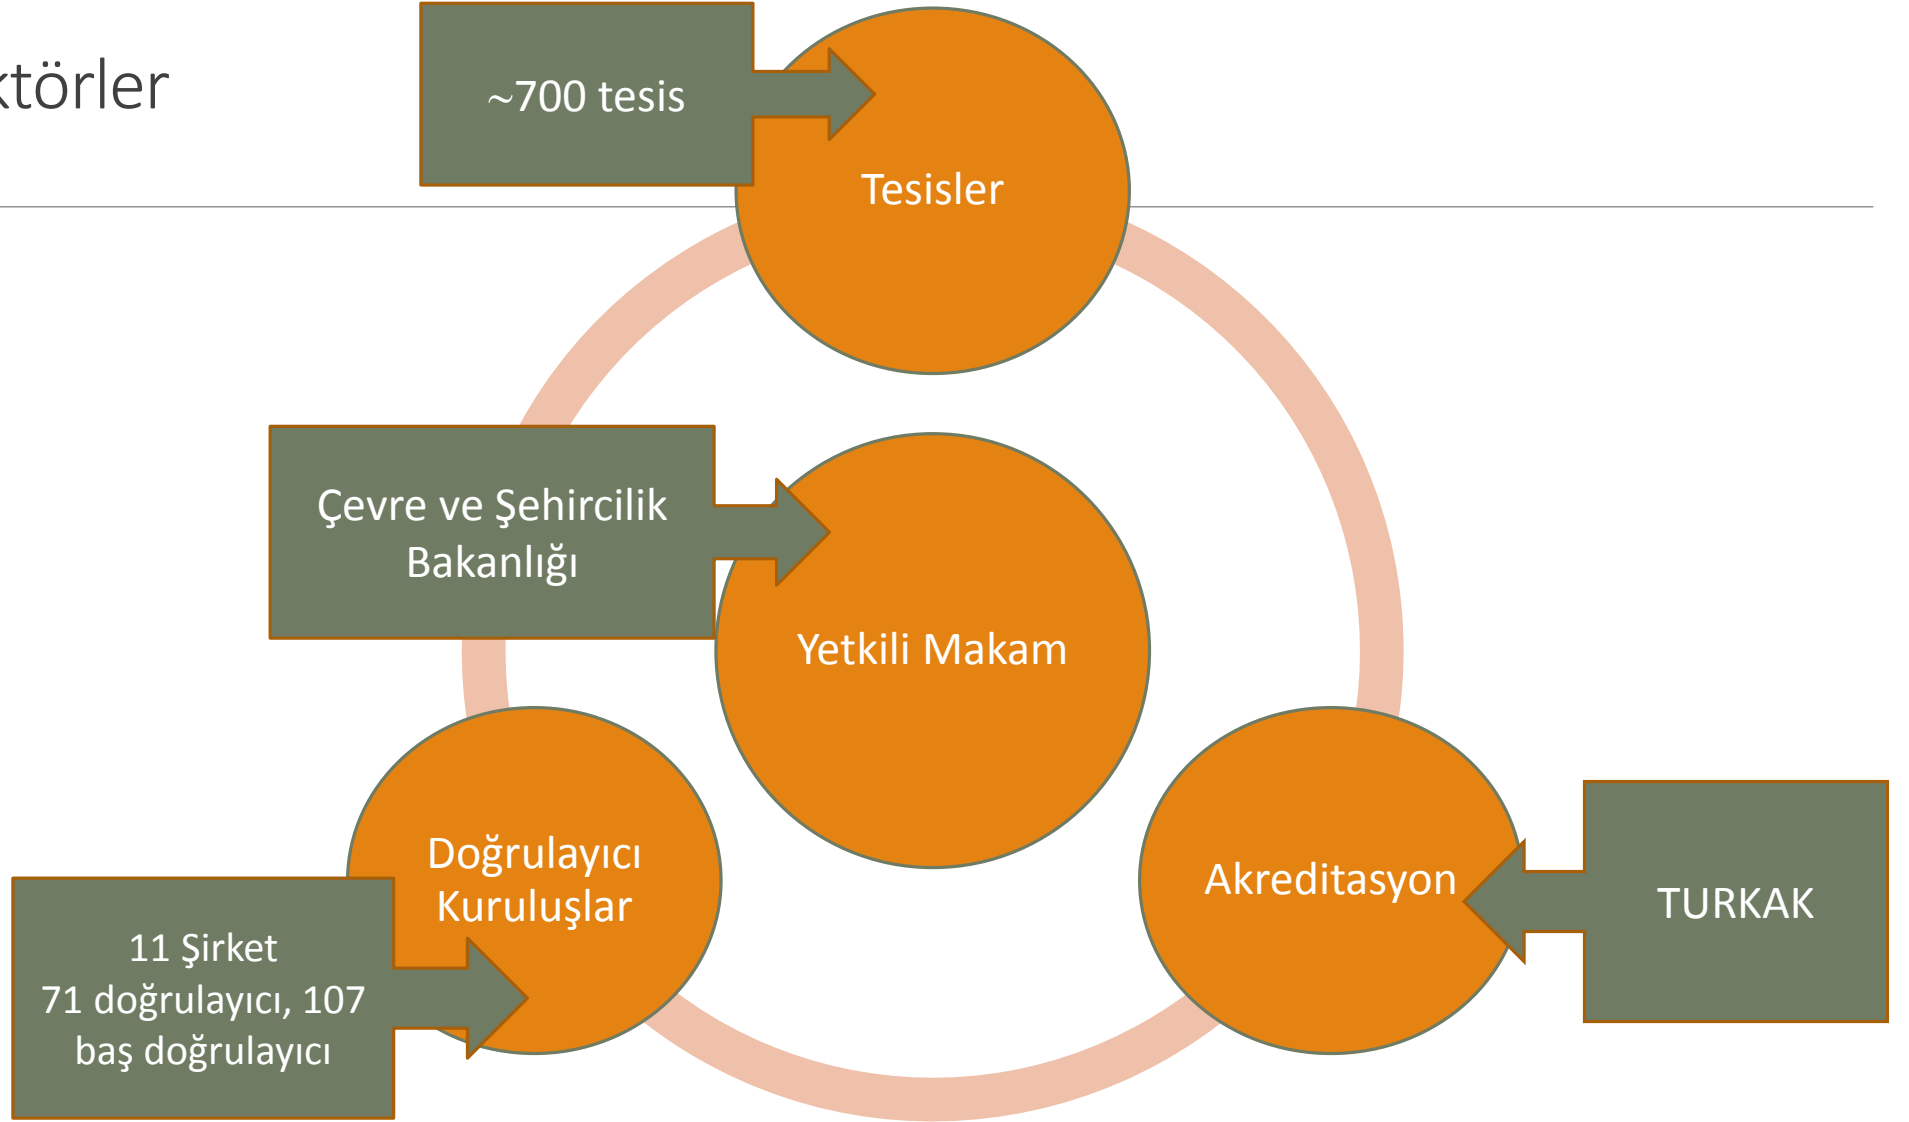 ktörler
~700 tesis
Tesisler
Çevre ve Şehircilik
Bakanlığı
Yetkili Makam
Doğrulayıcı
Kuruluşlar
11 Şirket
71 doğrulayıcı, 107
baş doğrulayıcı
Akreditasyon
TURKAK